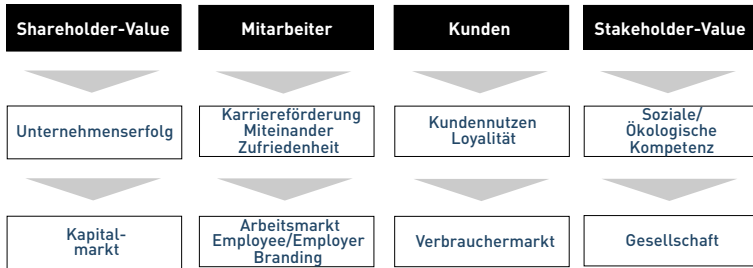 Shareholder-Value
Mitarbeiter
Kunden
Stakeholder-Value
Unternehmenserfolg
Karriereförderung
Miteinander
Zufriedenheit
Kundennutzen
Loyalität
Soziale/
Ökologische
Kompetenz
Kapital-
markt
Arbeitsmarkt
Employee/Employer
Branding
Verbrauchermarkt
Gesellschaft